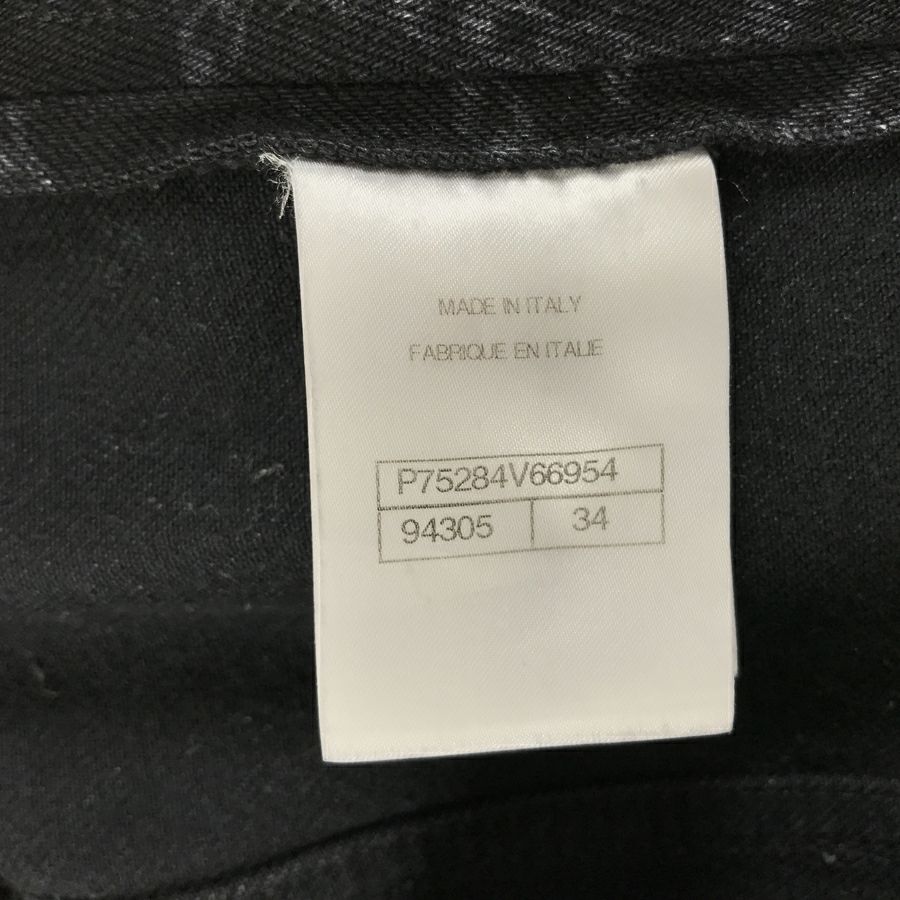 MADE IN ITALY
FABRIQUE EN ITALIE
P75284V66954
94305 34